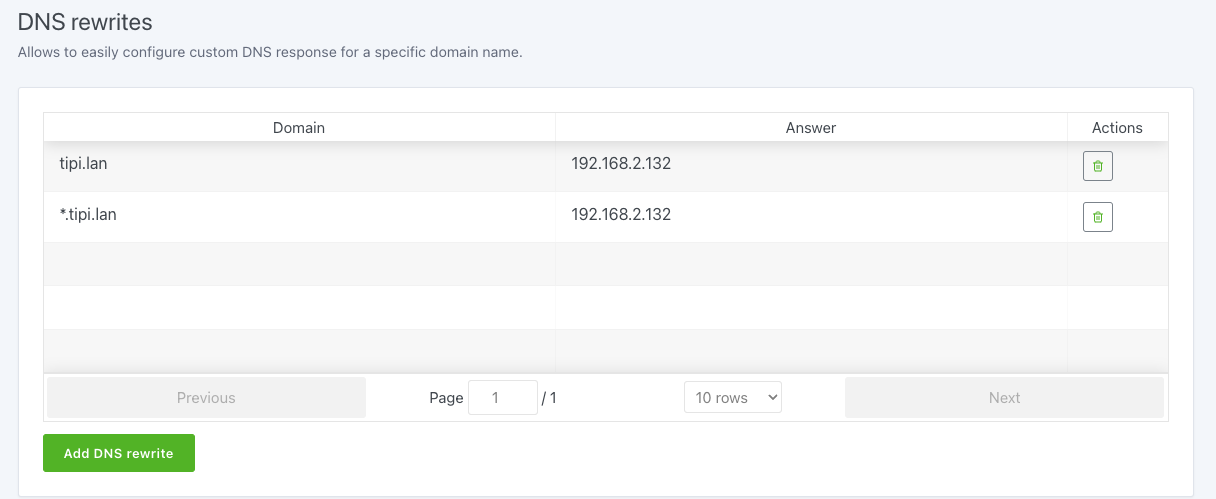 DNS rewrites
Allows to easily configure custom DNS response for a specific domain name.
Domain Answer Actions
tipi.lan 192.168.2.132
*.tipi.lan 192.168.2.132
Previous Page 1 / 1 10 rows Next
Add DNS rewrite